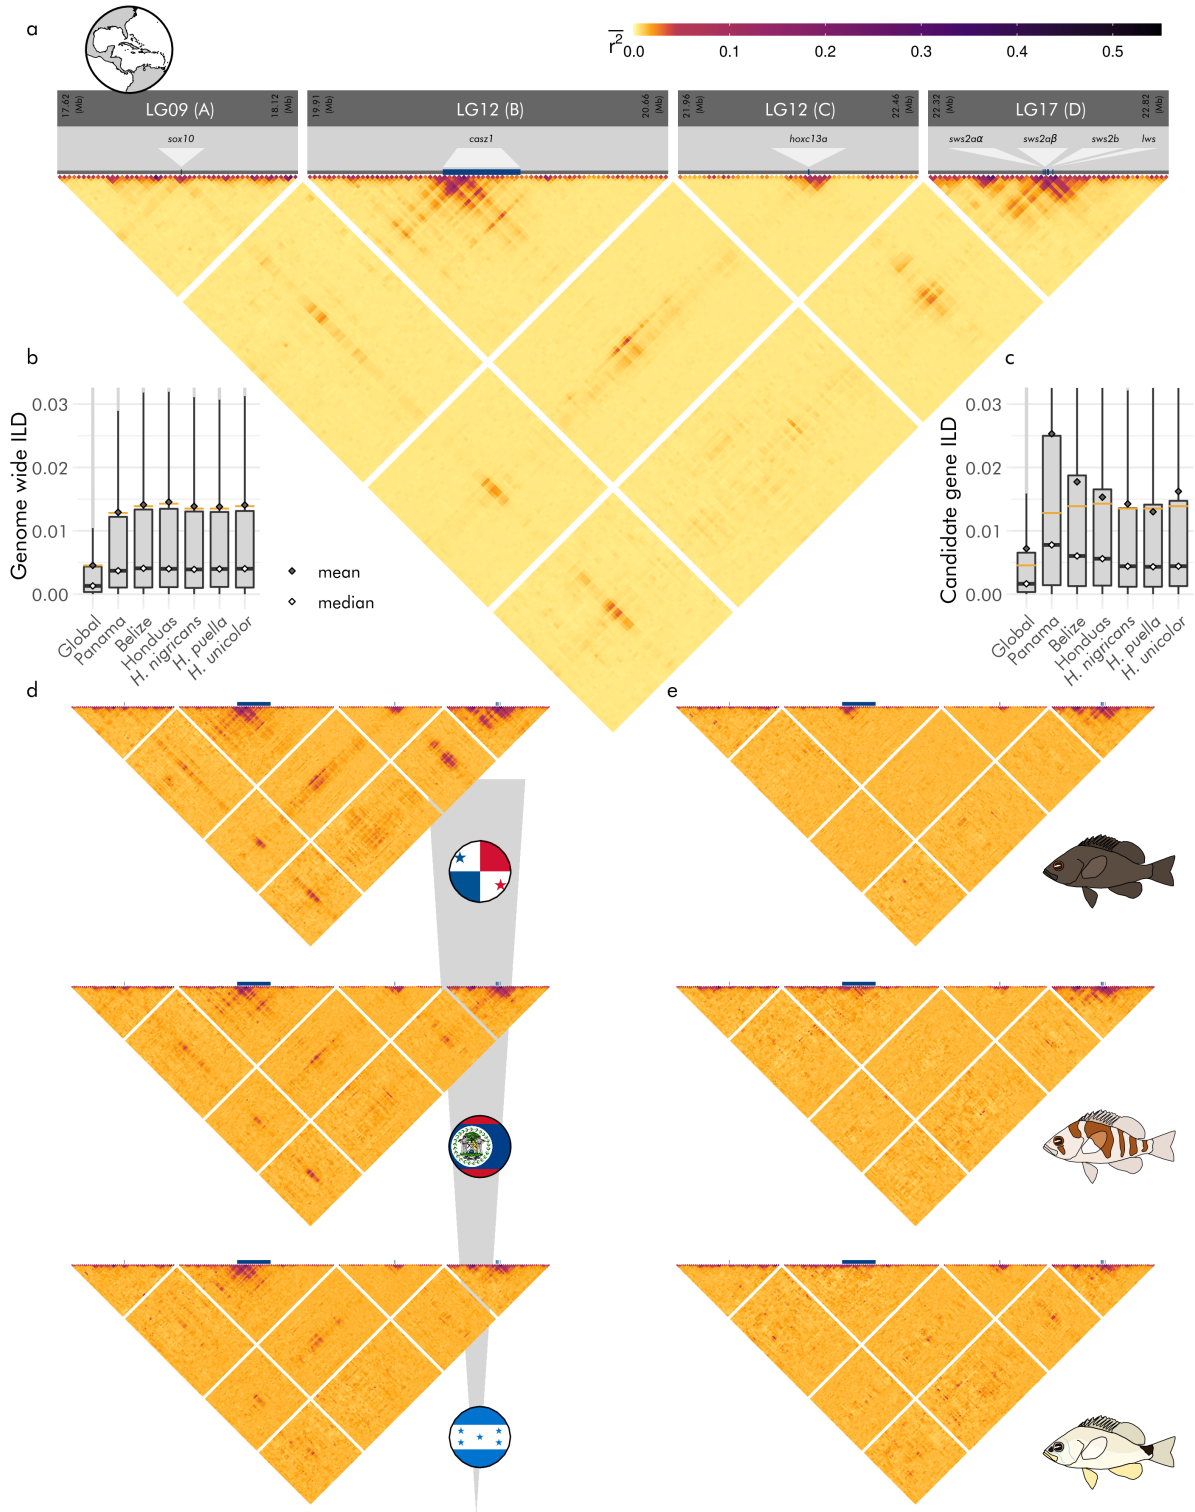 a
r²
0.0
0.1
0.2
0.3
0.4
0.5
17.62 (Mb)
LG09 (A)
18.12 (Mb)
19.91 (Mb)
LG12 (B)
20.66 (Mb)
21.96 (Mb)
LG12 (C)
22.46 (Mb)
22.32 (Mb)
LG17 (D)
22.82 (Mb)
sox10
casz1
hoxc13a
sws2aα
sws2aβ
sws2b
lws
b
Genome wide ILD
0.03
0.02
0.01
0.00
Global
Panama
Belize
Honduas
H. nigricans
H. puella
H. unicolor
mean
median
c
Candidate gene ILD
0.03
0.02
0.01
0.00
Global
Panama
Belize
Honduas
H. nigricans
H. puella
H. unicolor
d
e